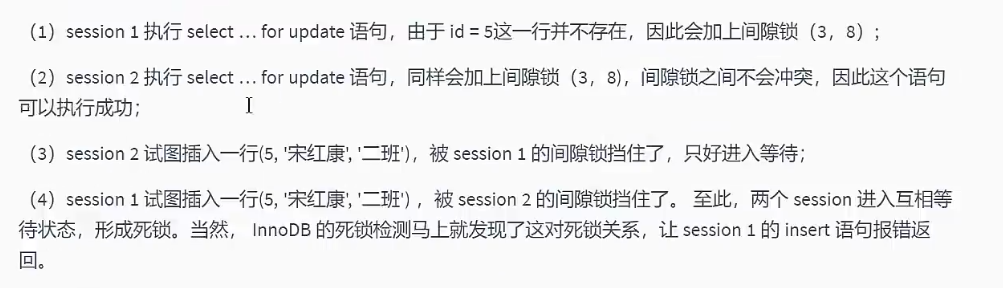 （1）session 1 执行 select … for update 语句，由于 id = 5这一行并不存在，因此会加上间隙锁（3，8）；
（2）session 2 执行 select … for update 语句，同样会加上间隙锁（3，8)，间隙锁之间不会冲突，因此这个语句
可以执行成功；
（3）session 2 试图插入一行(5, '宋红康', '二班')，被 session 1 的间隙锁挡住了，只好进入等待；
（4）session 1 试图插入一行(5, '宋红康', '二班') ，被 session 2 的间隙锁挡住了。 至此，两个 session 进入互相等
待状态，形成死锁。当然， InnoDB 的死锁检测马上就发现了这对死锁关系，让 session 1 的 insert 语句报错返
回。